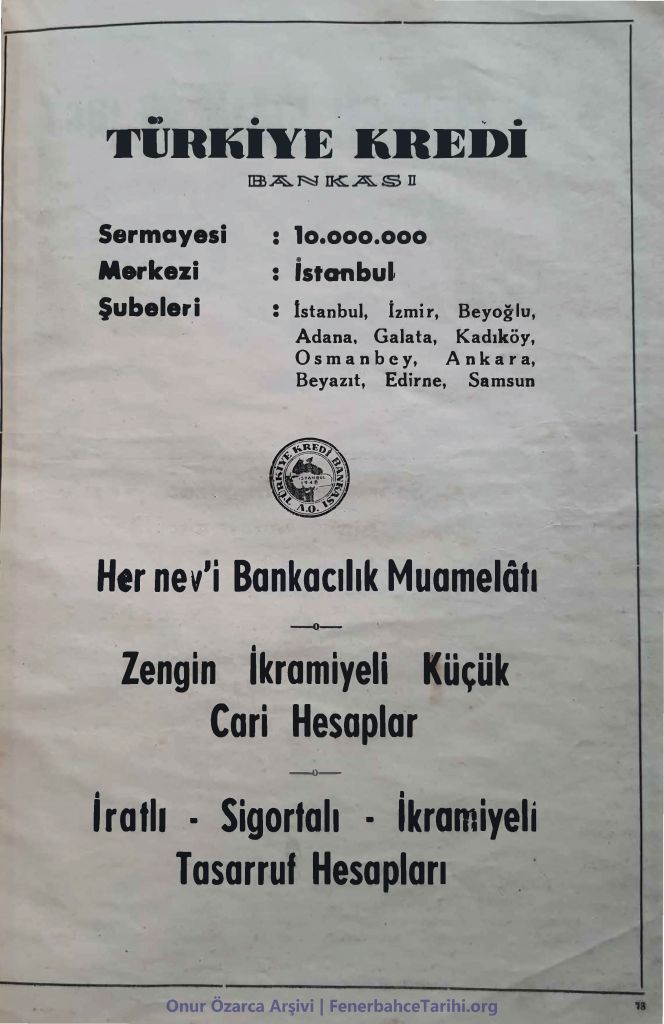 TÜRKİYE KREDİ
BANKASI
Sermayesi : 10.000.000
Merkezi : İstanbul
Şubeleri : İstanbul, İzmir, Beyoğlu,
Adana, Galata, Kadıköy,
Osmanbey, Ankara,
Beyazıt, Edirne, Samsun
TÜRKİYE KREDİ BANKASI
İSTANBUL
1948
A.O.
Her nev'i Bankacılık Muamelâtı
Zengin İkramiyeli Küçük
Cari Hesaplar
İratlı - Sigortalı - İkramiyeli
Tasarruf Hesapları
Onur Özarca Arşivi | FenerbahceTarihi.org
73